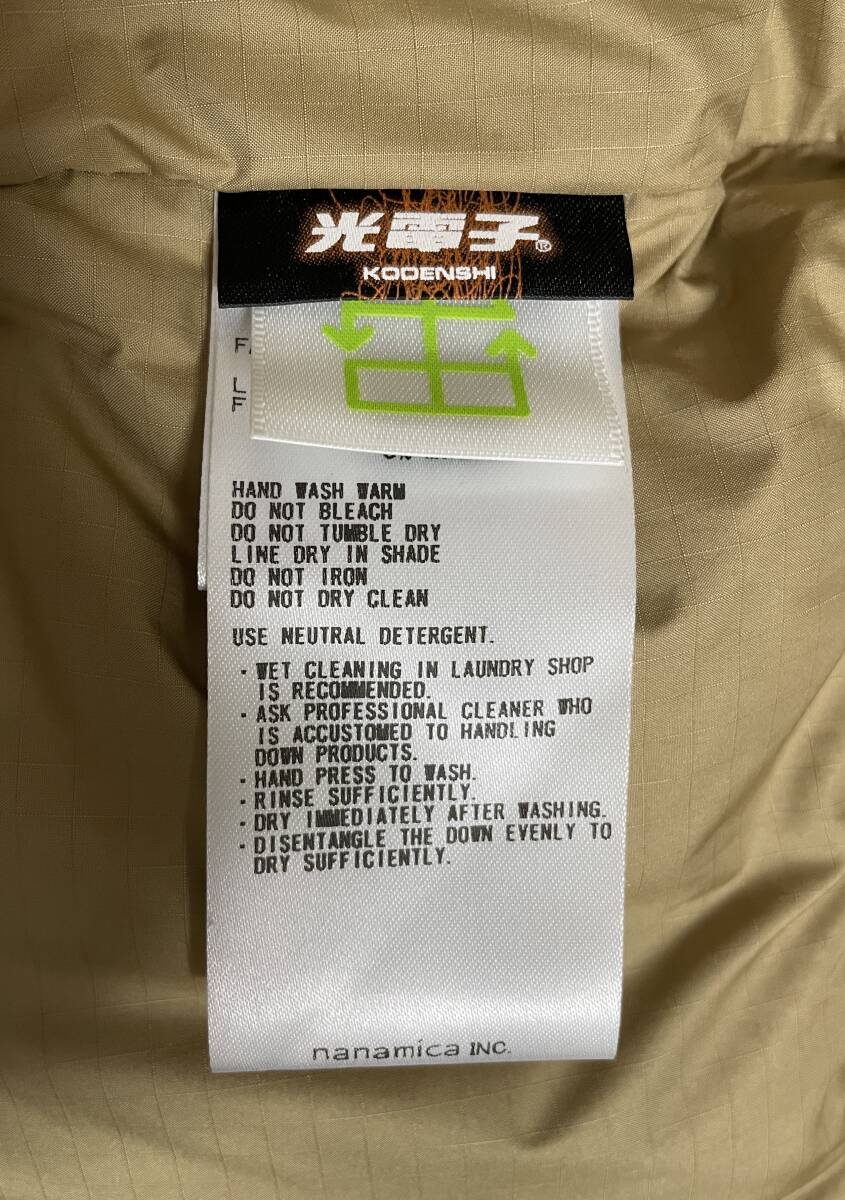 光電子®
KODENSHI
HAND WASH WARM
DO NOT BLEACH
DO NOT TUMBLE DRY
LINE DRY IN SHADE
DO NOT IRON
DO NOT DRY CLEAN
USE NEUTRAL DETERGENT.
· WET CLEANING IN LAUNDRY SHOP
IS RECOMMENDED.
· ASK PROFESSIONAL CLEANER WHO
IS ACCUSTOMED TO HANDLING
DOWN PRODUCTS.
· HAND PRESS TO WASH.
· RINSE SUFFICIENTLY.
· DRY IMMEDIATELY AFTER WASHING.
· DISENTANGLE THE DOWN EVENLY TO
DRY SUFFICIENTLY.
nanamica INC.